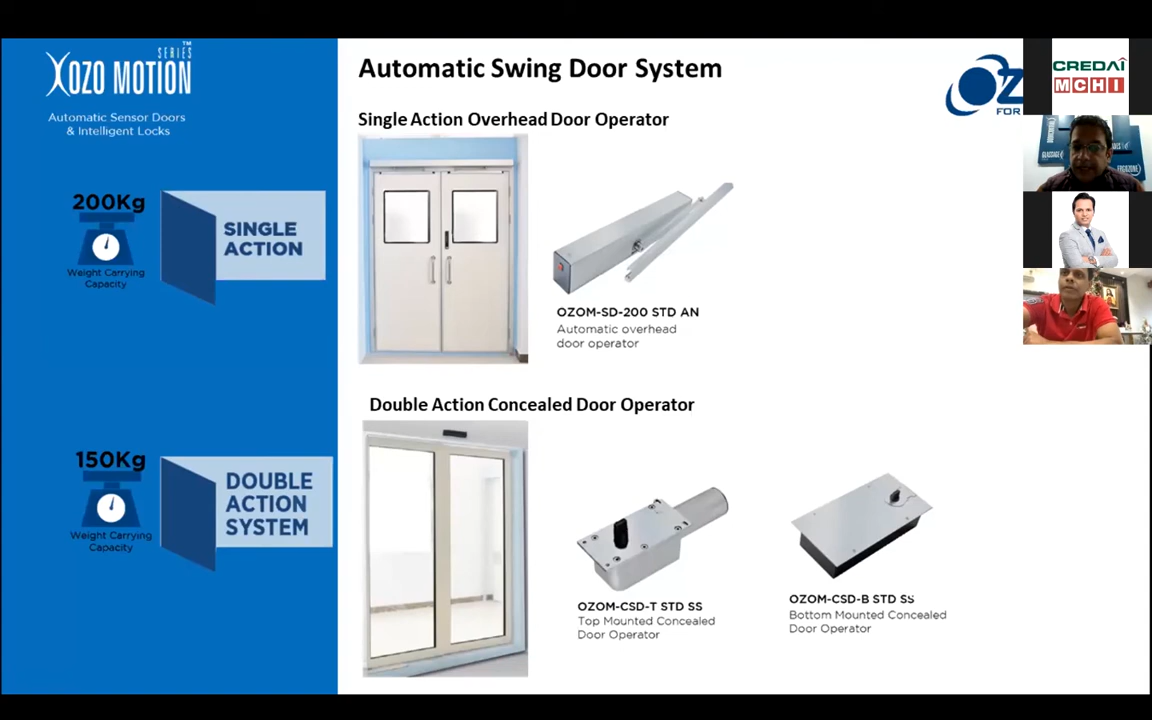 SERIES
TM
OZO MOTION
Automatic Sensor Doors
& Intelligent Locks
Automatic Swing Door System
OZ
FOR
CREDAI
MCHI
Single Action Overhead Door Operator
200Kg
Weight Carrying
Capacity
SINGLE
ACTION
OZOM-SD-200 STD AN
Automatic overhead
door operator
Double Action Concealed Door Operator
150Kg
Weight Carrying
Capacity
DOUBLE
ACTION
SYSTEM
OZOM-CSD-T STD SS
Top Mounted Concealed
Door Operator
OZOM-CSD-B STD SS
Bottom Mounted Concealed
Door Operator